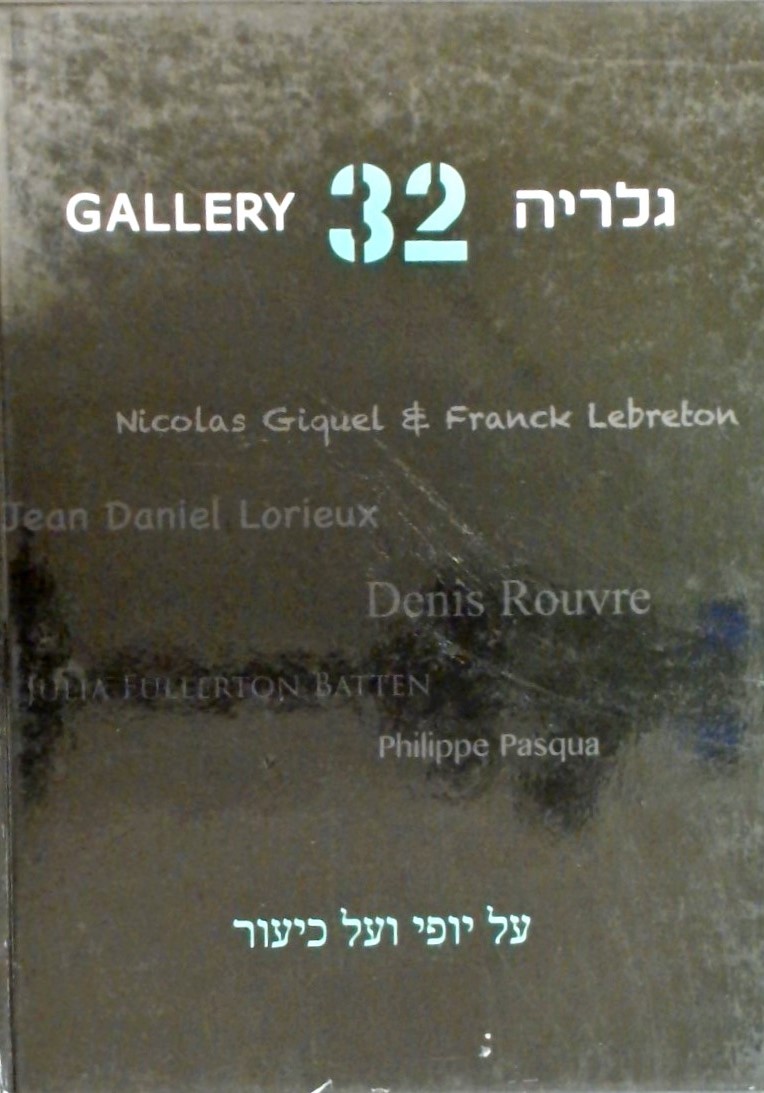 GALLERY 32 גלריה
Nicolas Giquel & Franck Lebreton
Jean Daniel Lorieux
Denis Rouvre
JULIA FULLERTON BATTEN
Philippe Pasqua
על יופי ועל כיעור